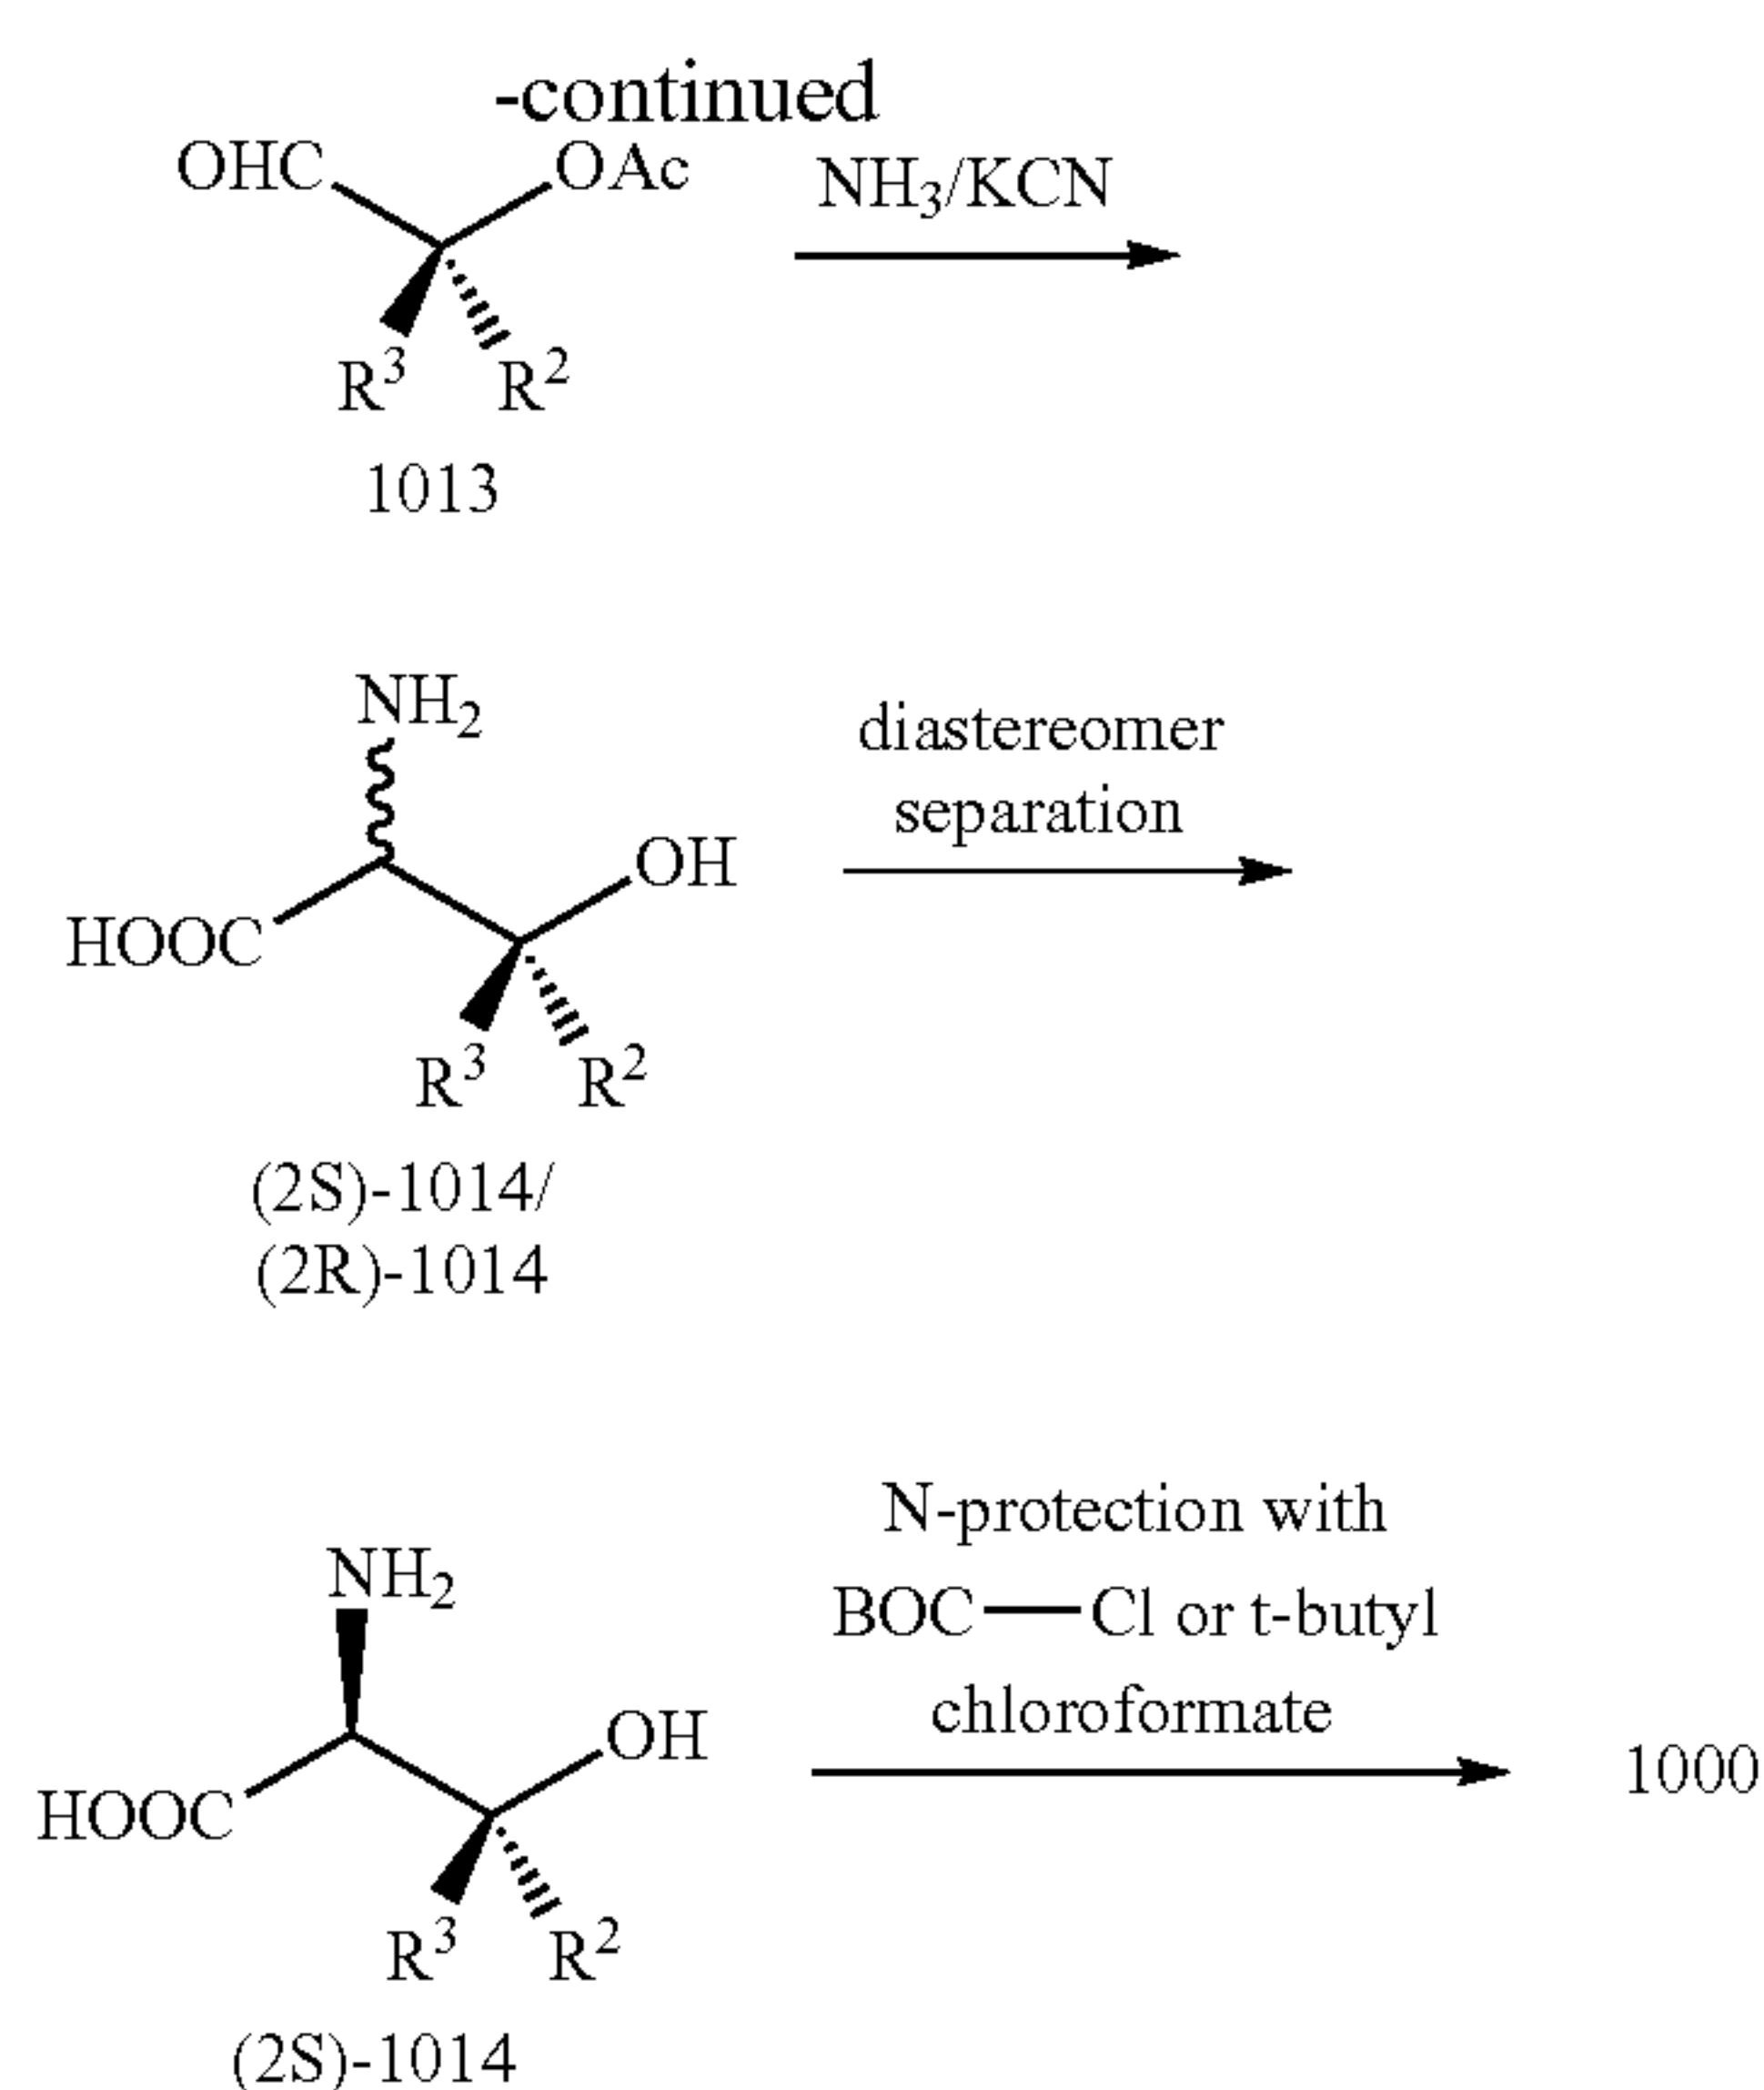 -continued
OHC OAc NH₃/KCN
R³ R²
1013
NH₂
diastereomer
separation
OH
HOOC
R³ R²
(2S)-1014/
(2R)-1014
N-protection with
NH₂
BOC—Cl or t-butyl
chloroformate
OH
1000
HOOC
R³ R²
(2S)-1014